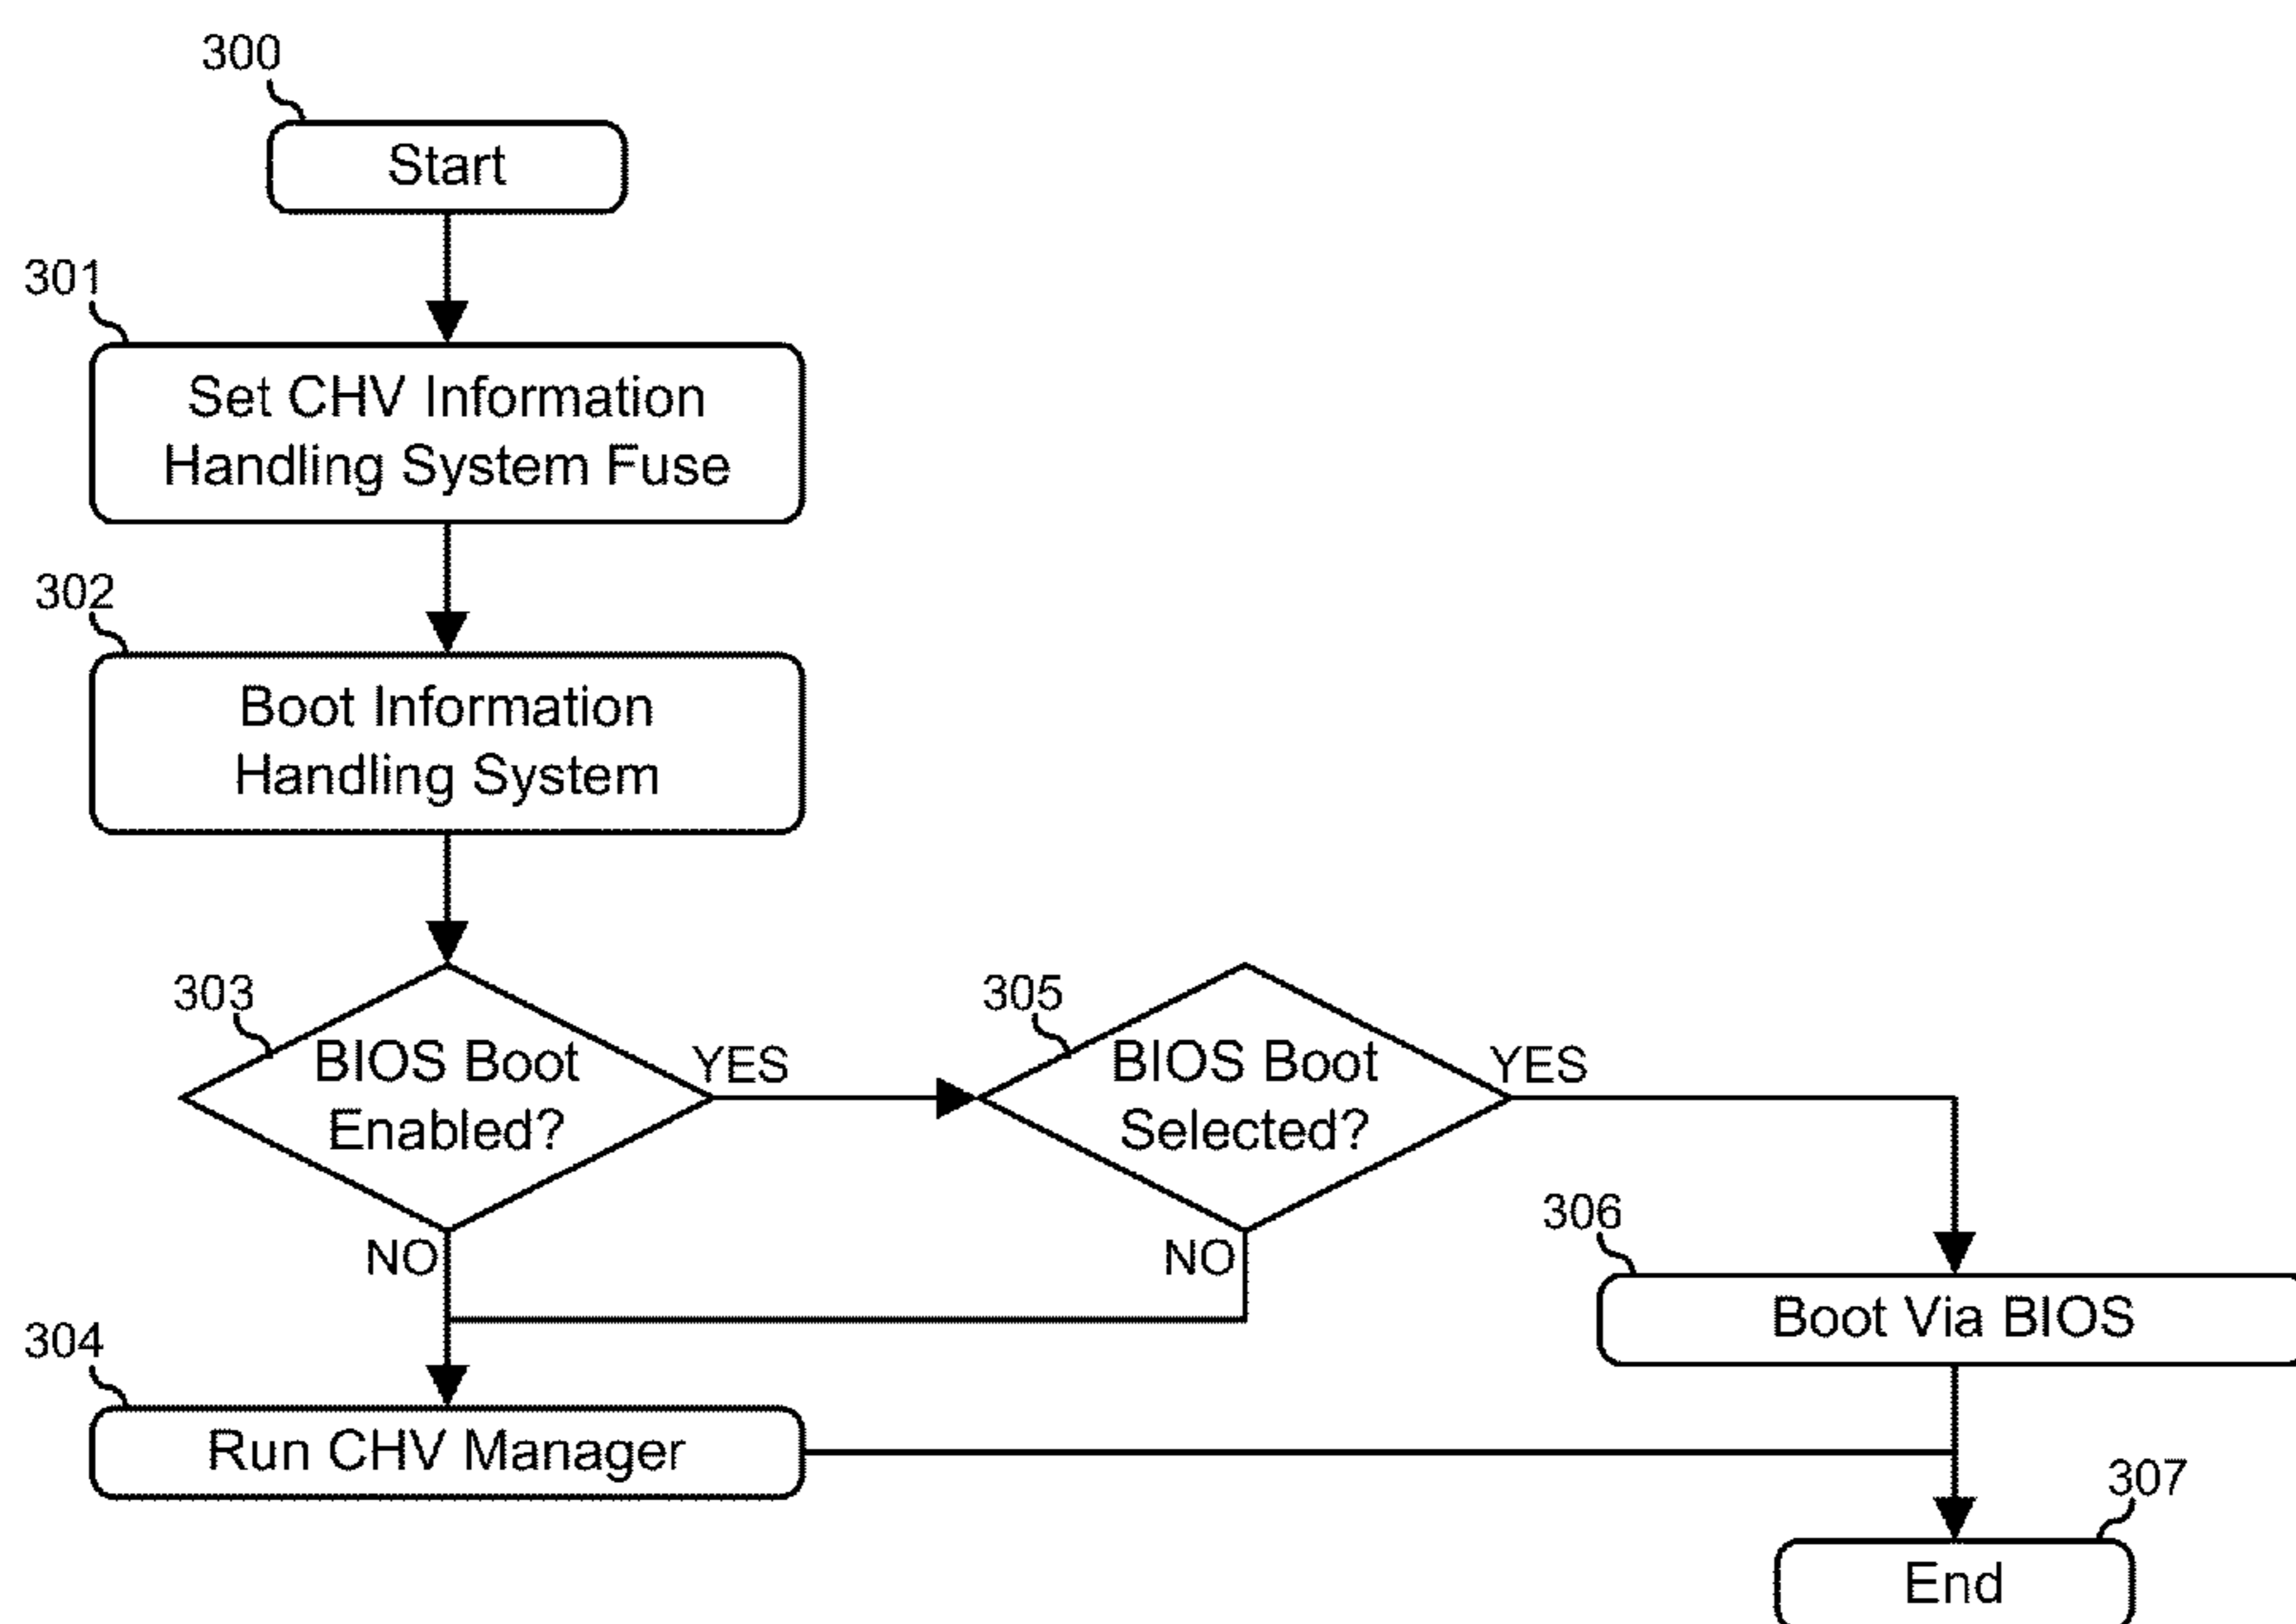 300
Start
301
Set CHV Information
Handling System Fuse
302
Boot Information
Handling System
303
BIOS Boot
Enabled?
YES
NO
305
BIOS Boot
Selected?
YES
NO
306
Boot Via BIOS
304
Run CHV Manager
307
End